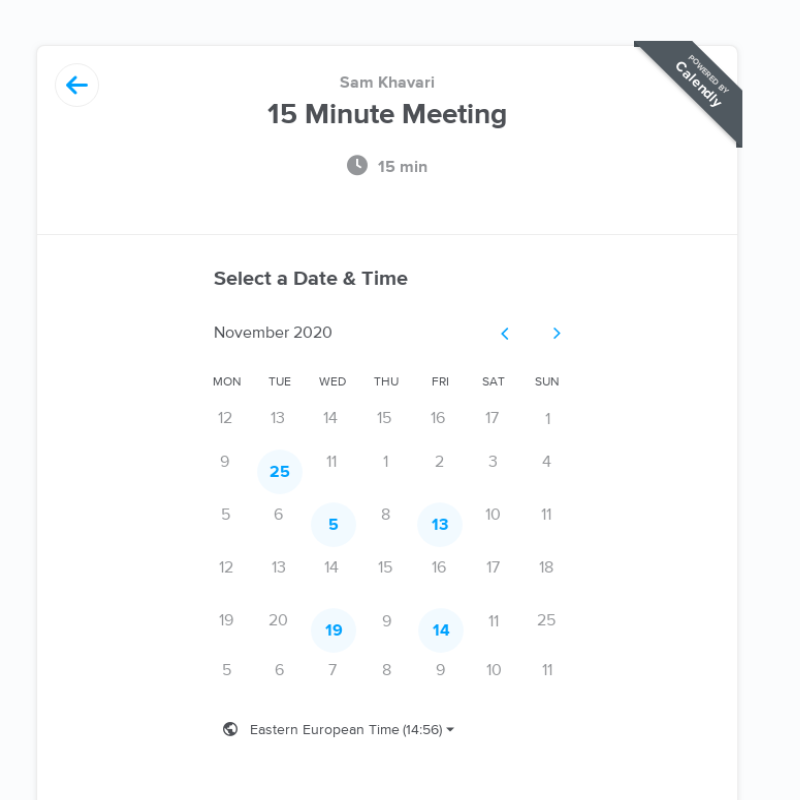 POWERED BY
Calendly
Sam Khavari
15 Minute Meeting
15 min
Select a Date & Time
November 2020
MON TUE WED THU FRI SAT SUN
12 13 14 15 16 17 1
9 25 11 1 2 3 4
5 6 5 8 13 10 11
12 13 14 15 16 17 18
19 20 19 9 14 11 25
5 6 7 8 9 10 11
Eastern European Time (14:56)